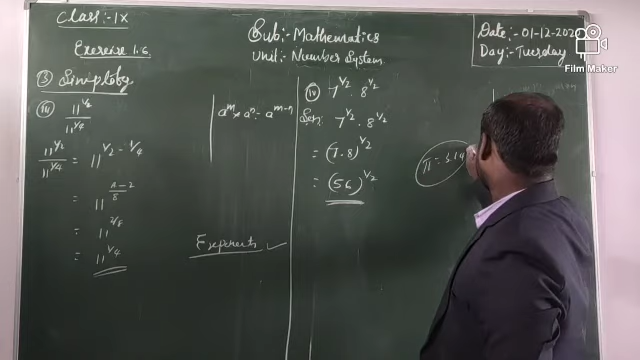 Class:- IX
Sub:- Mathematics
Unit:- Number System
Date:- 01-12-202
Day:- Tuesday
Film Maker
Exercise 1.6
③ Simplify
(iii) 11^1/2 / 11^1/4
11^1/2 / 11^1/4 = 11^1/2 - 1/4
= 11^4-2/8
= 11^2/8
= 11^1/4
a^m × a^n = a^m-n
Exponents ✓
(iv) 7^1/2 . 8^1/2
Sol: 7^1/2 . 8^1/2
= (7.8)^1/2
= (56)^1/2
π = 3.14